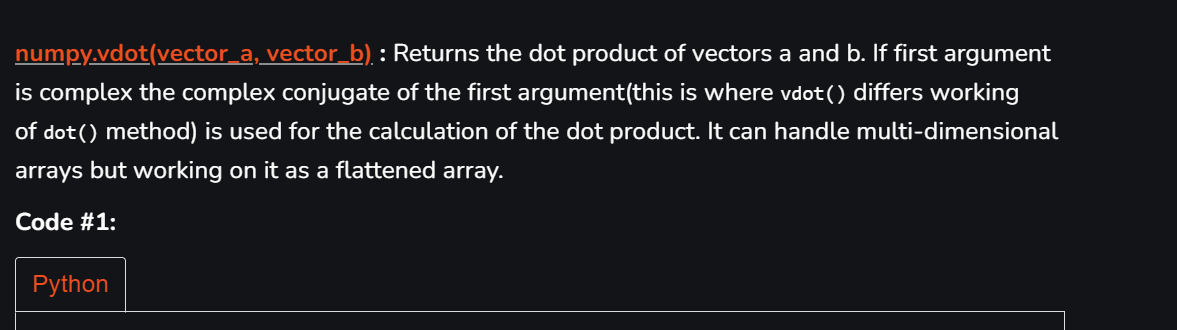 numpy.vdot(vector_a, vector_b) : Returns the dot product of vectors a and b. If first argument
is complex the complex conjugate of the first argument(this is where vdot() differs working
of dot() method) is used for the calculation of the dot product. It can handle multi-dimensional
arrays but working on it as a flattened array.
Code #1:
Python